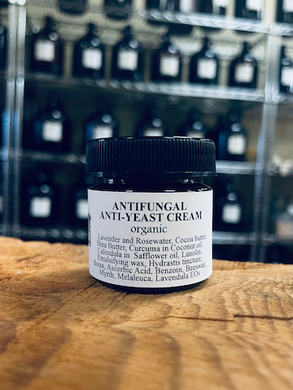 ANTIFUNGAL
ANTI-YEAST CREAM
organic
Lavender and Rosewater, Cocoa butter,
Shea Butter, Curcuma in Coconut oil,
Calendula in Safflower oil, Lanolin,
Emulsifying wax, Hydrastis tincture,
Ascorbic Acid, Benzoin, Beeswax,
Myrrh, Melaleuca, Lavendula EOs